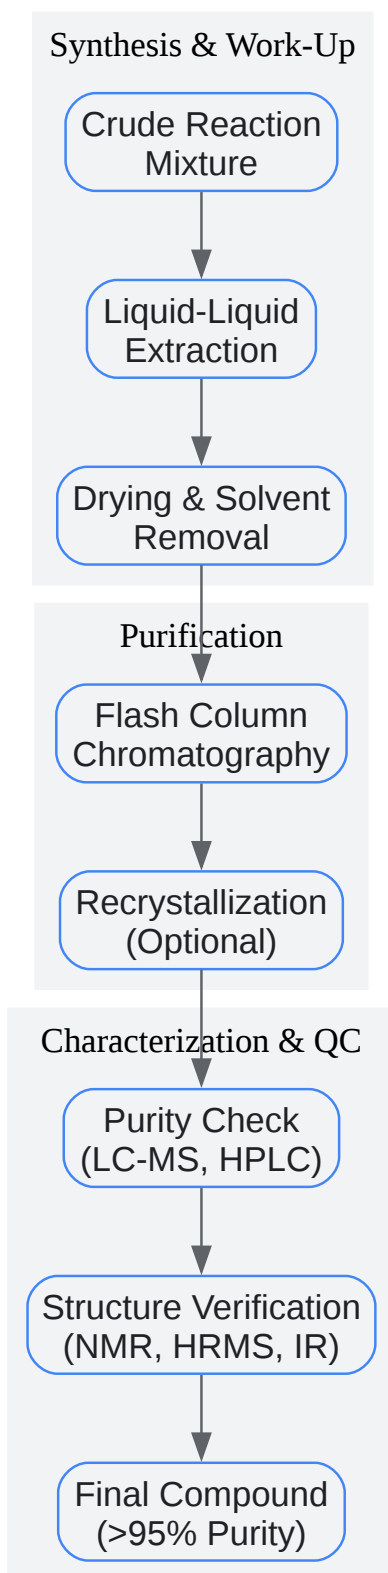 Synthesis & Work-Up
Crude Reaction
Mixture
Liquid-Liquid
Extraction
Drying & Solvent
Removal
Purification
Flash Column
Chromatography
Recrystallization
(Optional)
Characterization & QC
Purity Check
(LC-MS, HPLC)
Structure Verification
(NMR, HRMS, IR)
Final Compound
(>95% Purity)